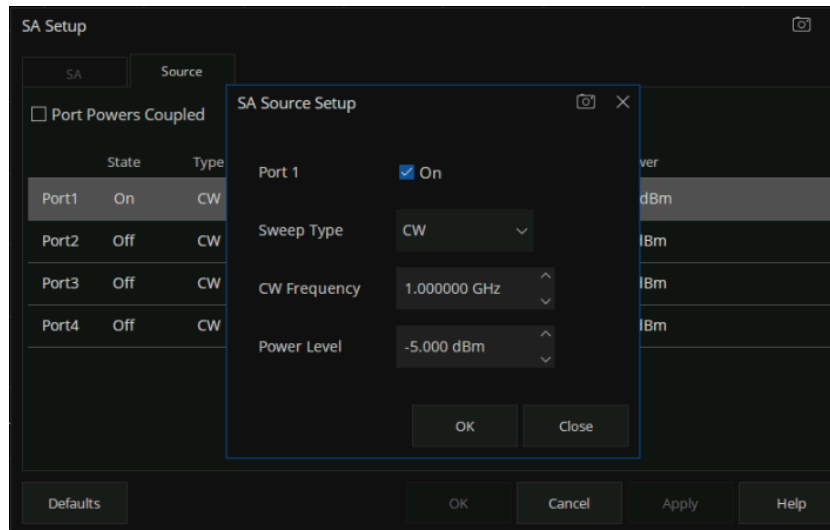 SA Setup
SA Source
Port Powers Coupled
SA Source Setup
State Type
Port 1 On
Port1 On CW dBm
Sweep Type CW
Port2 Off CW
CW Frequency 1.000000 GHz
Port3 Off CW
Power Level -5.000 dBm
Port4 Off CW
OK Close
Defaults OK Cancel Apply Help